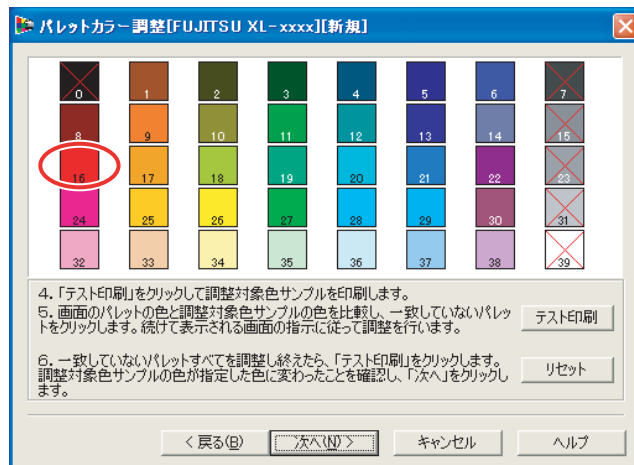 パレットカラー調整[FUJITSU XL-xxxx][新規]
0 1 2 3 4 5 6 7
8 9 10 11 12 13 14 15
16 17 18 19 20 21 22 23
24 25 26 27 28 29 30 31
32 33 34 35 36 37 38 39
4. 「テスト印刷」をクリックして調整対象色サンプルを印刷します。
5. 画面のパレットの色と調整対象色サンプルの色を比較し、一致していないパレッ
トをクリックします。続けて表示される画面の指示に従って調整を行います。
テスト印刷
6. 一致していないパレットすべてを調整し終えたら、「テスト印刷」をクリックします。
調整対象色サンプルの色が指定した色に変わったことを確認し、「次へ」をクリックし
ます。
リセット
< 戻る(B) 次へ(N) > キャンセル ヘルプ